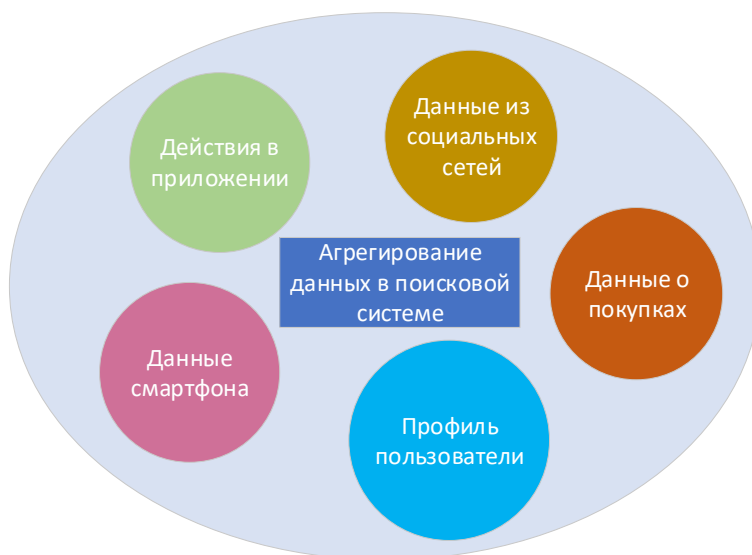 Действия в
приложении
Данные из
социальных
сетей
Агрегирование
данных в поисковой
системе
Данные о
покупках
Данные
смартфона
Профиль
пользователи